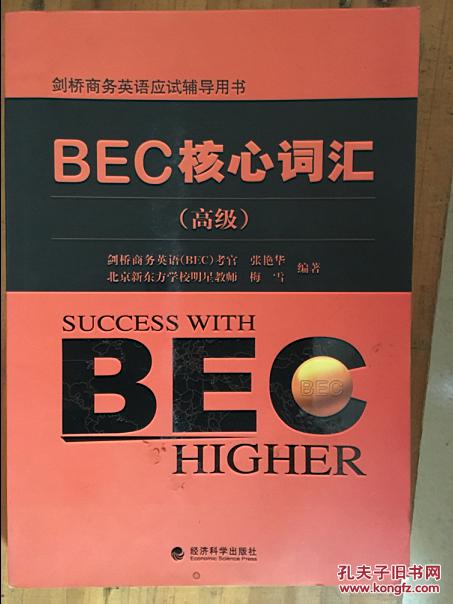 剑桥商务英语应试辅导用书
BEC核心词汇
（高级）
剑桥商务英语(BEC)考官 张艳华
北京新东方学校明星教师 梅 雪
编著
SUCCESS WITH
BEC
BEC
HIGHER
经济科学出版社
Economic Science Press
孔夫子旧书网
www.kongfz.com